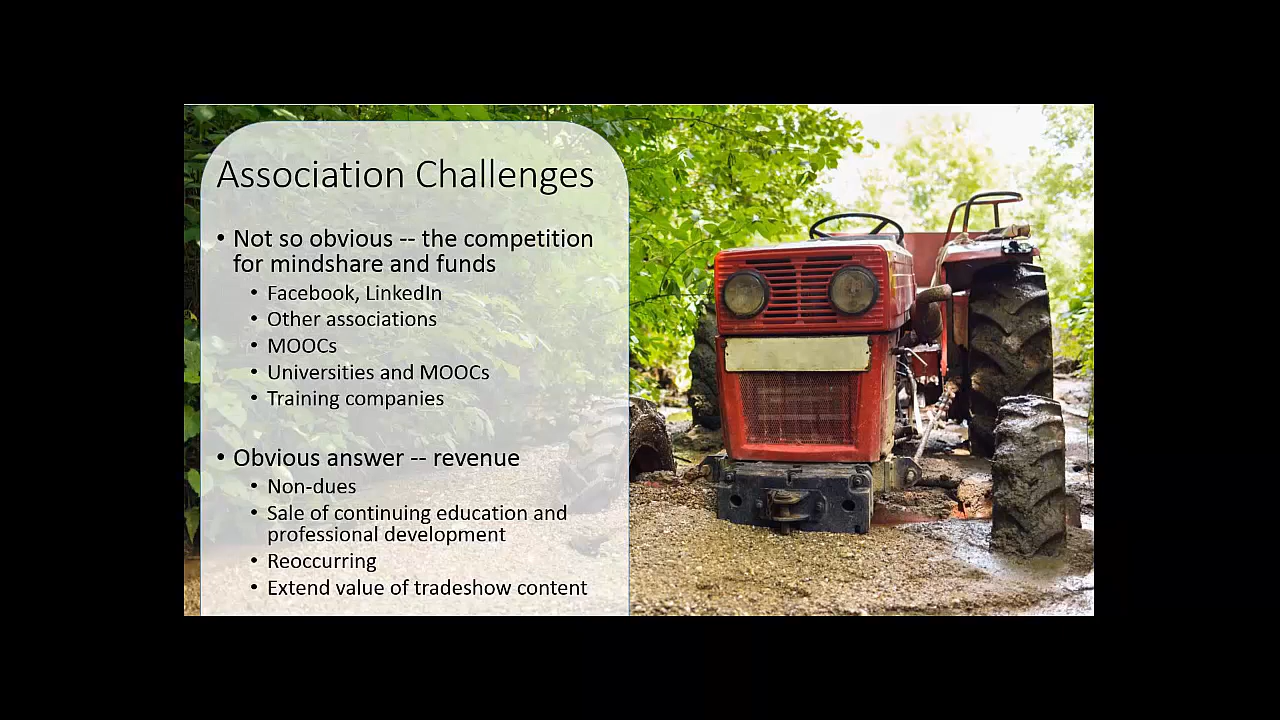 Association Challenges
• Not so obvious -- the competition
for mindshare and funds
• Facebook, LinkedIn
• Other associations
• MOOCs
• Universities and MOOCs
• Training companies
• Obvious answer -- revenue
• Non-dues
• Sale of continuing education and
professional development
• Reoccurring
• Extend value of tradeshow content